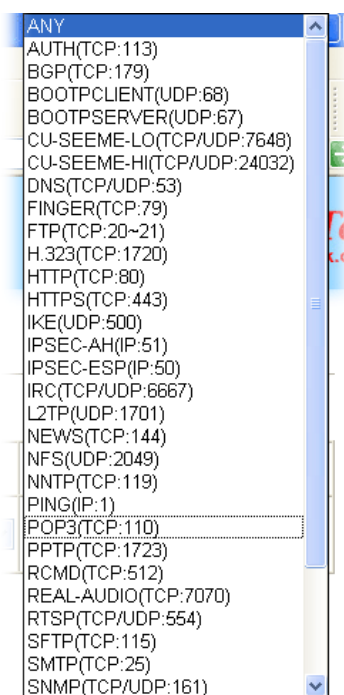 ANY
AUTH(TCP:113)
BGP(TCP:179)
BOOTPCLIENT(UDP:68)
BOOTPSERVER(UDP:67)
CU-SEEME-LO(TCP/UDP:7648)
CU-SEEME-HI(TCP/UDP:24032)
DNS(TCP/UDP:53)
FINGER(TCP:79)
FTP(TCP:20~21)
H.323(TCP:1720)
HTTP(TCP:80)
HTTPS(TCP:443)
IKE(UDP:500)
IPSEC-AH(IP:51)
IPSEC-ESP(IP:50)
IRC(TCP/UDP:6667)
L2TP(UDP:1701)
NEWS(TCP:144)
NFS(UDP:2049)
NNTP(TCP:119)
PING(IP:1)
POP3(TCP:110)
PPTP(TCP:1723)
RCMD(TCP:512)
REAL-AUDIO(TCP:7070)
RTSP(TCP/UDP:554)
SFTP(TCP:115)
SMTP(TCP:25)
SNMP(TCP/UDP:161)